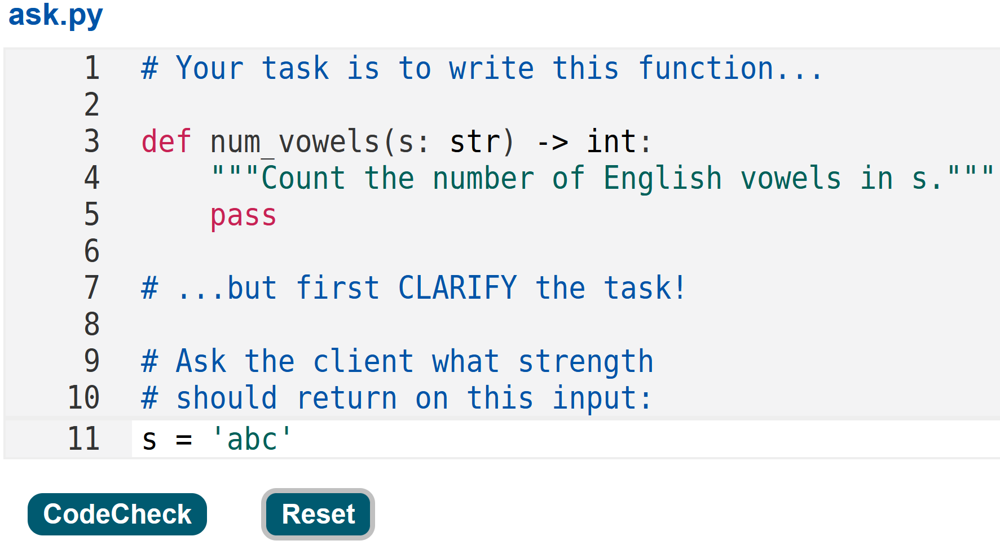 ask.py
1 # Your task is to write this function...
2
3 def num_vowels(s: str) -> int:
4     """Count the number of English vowels in s."""
5     pass
6
7 # ...but first CLARIFY the task!
8
9 # Ask the client what strength
10 # should return on this input:
11 s = 'abc'
CodeCheck Reset